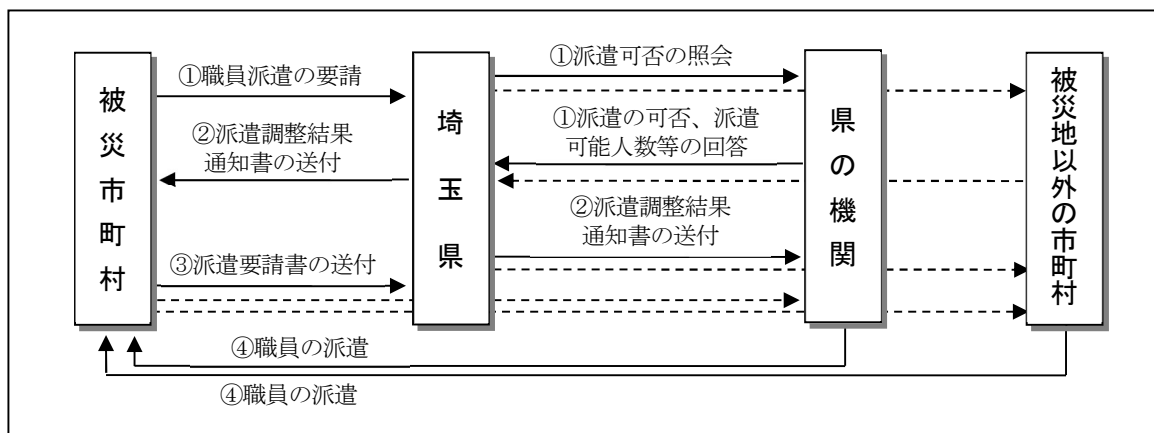 被災市町村
①職員派遣の要請
②派遣調整結果
通知書の送付
③派遣要請書の送付
埼玉県
①派遣可否の照会
①派遣の可否、派遣
可能人数等の回答
②派遣調整結果
通知書の送付
県の機関
被災地以外の市町村
④職員の派遣
④職員の派遣